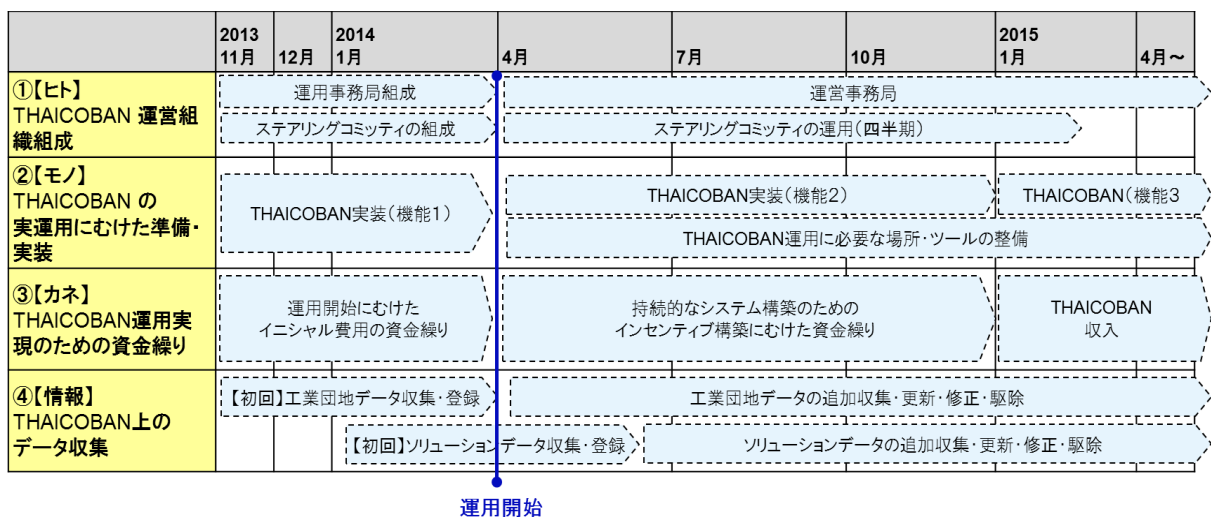 2013
11月
12月
2014
1月
4月
7月
10月
2015
1月
4月～
①【ヒト】
THAICOBAN 運営組
織組成
運用事務局組成
運営事務局
ステアリングコミッティの組成
ステアリングコミッティの運用（四半期）
②【モノ】
THAICOBAN の
実運用にむけた準備・
実装
THAICOBAN実装（機能１）
THAICOBAN実装（機能２）
THAICOBAN（機能３
THAICOBAN運用に必要な場所・ツールの整備
③【カネ】
THAICOBAN運用実
現のための資金繰り
運用開始にむけた
イニシャル費用の資金繰り
持続的なシステム構築のための
インセンティブ構築にむけた資金繰り
THAICOBAN
収入
④【情報】
THAICOBAN上の
データ収集
【初回】工業団地データ収集・登録
工業団地データの追加収集・更新・修正・駆除
【初回】ソリューションデータ収集・登録
ソリューションデータの追加収集・更新・修正・駆除
運用開始